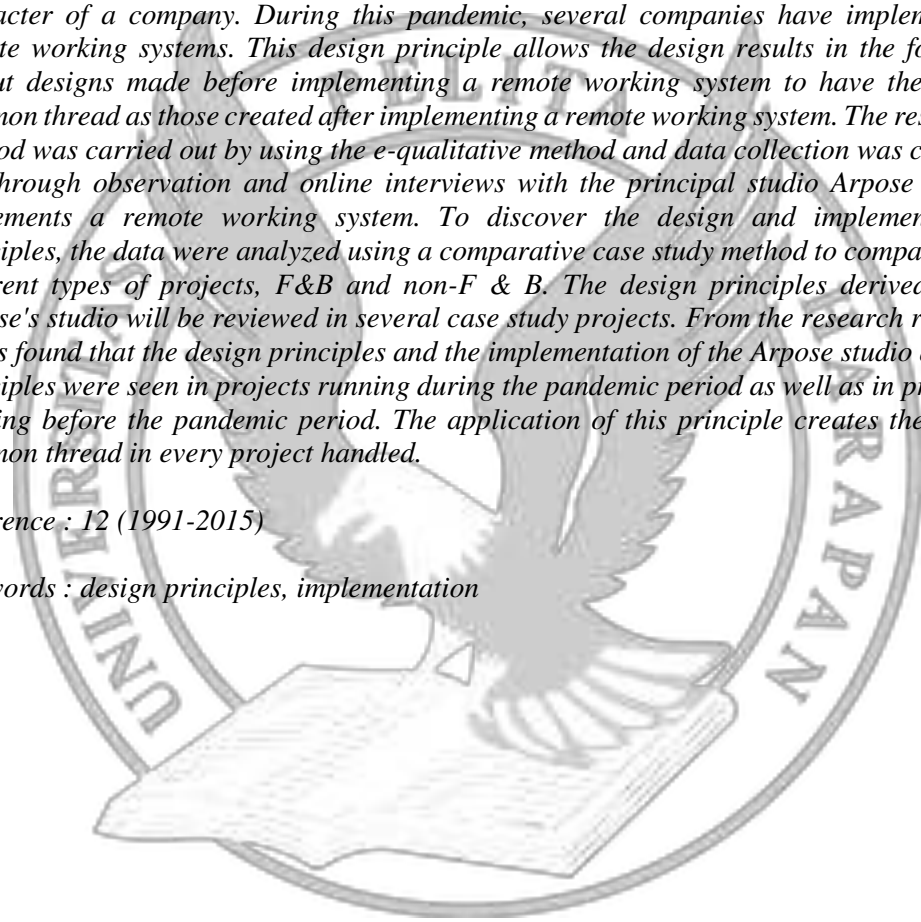 acter of a company. During this pandemic, several companies have implem
te working systems. This design principle allows the design results in the fo
ut designs made before implementing a remote working system to have the
mon thread as those created after implementing a remote working system. The res
od was carried out by using the e-qualitative method and data collection was c
through observation and online interviews with the principal studio Arpose
ements a remote working system. To discover the design and implemen
iples, the data were analyzed using a comparative case study method to compa
rent types of projects, F&B and non-F & B. The design principles derived
se's studio will be reviewed in several case study projects. From the research r
s found that the design principles and the implementation of the Arpose studio
iples were seen in projects running during the pandemic period as well as in p
ing before the pandemic period. The application of this principle creates the
mon thread in every project handled.
rence : 12 (1991-2015)
words : design principles, implementation
UNIVERSITAS
PELITA
HARAPAN